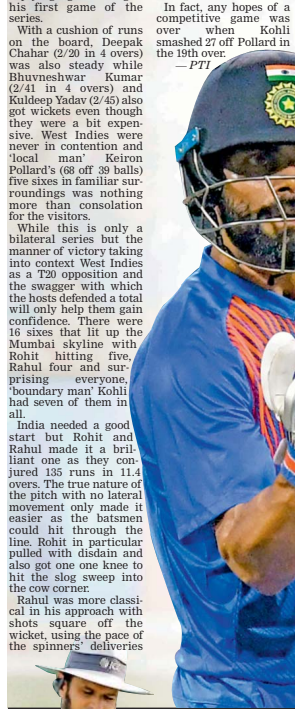 his first game of the
series.
With a cushion of runs
on the board, Deepak
Chahar (2/20 in 4 overs)
was also steady while
Bhuvneshwar Kumar
(2/41 in 4 overs) and
Kuldeep Yadav (2/45) also
got wickets even though
they were a bit expen-
sive. West Indies were
never in contention and
‘local man’ Keiron
Pollard’s (68 off 39 balls)
five sixes in familiar sur-
roundings was nothing
more than consolation
for the visitors.
While this is only a
bilateral series but the
manner of victory taking
into context West Indies
as a T20 opposition and
the swagger with which
the hosts defended a total
will only help them gain
confidence. There were
16 sixes that lit up the
Mumbai skyline with
Rohit hitting five,
Rahul four and sur-
prising everyone,
‘boundary man’ Kohli
had seven of them in
all.
India needed a good
start but Rohit and
Rahul made it a bril-
liant one as they con-
jured 135 runs in 11.4
overs. The true nature of
the pitch with no lateral
movement only made it
easier as the batsmen
could hit through the
line. Rohit in particular
pulled with disdain and
also got one one knee to
hit the slog sweep into
the cow corner.
Rahul was more classi-
cal in his approach with
shots square off the
wicket, using the pace of
the spinners’ deliveries
In fact, any hopes of a
competitive game was
over when Kohli
smashed 27 off Pollard in
the 19th over.
— PTI